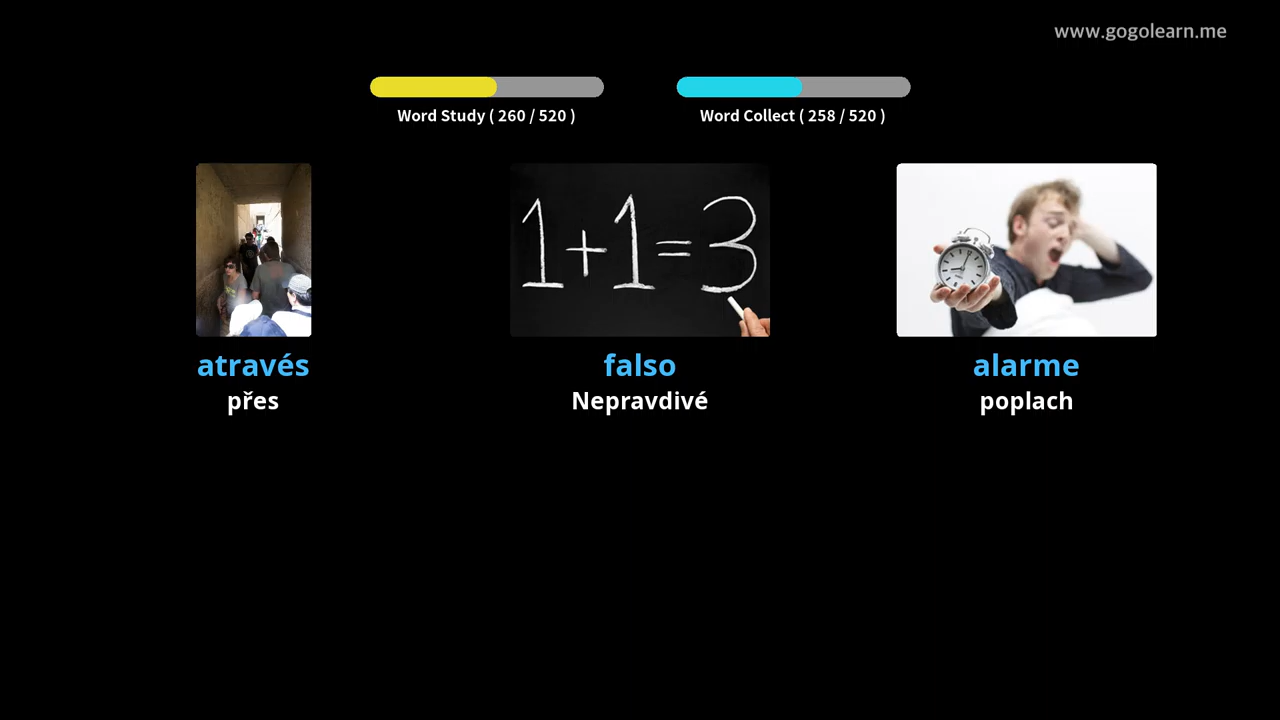 www.gogolearn.me
Word Study ( 260 / 520 )
Word Collect ( 258 / 520 )
1+1=3
através
falso
alarme
přes
Nepravdivé
poplach